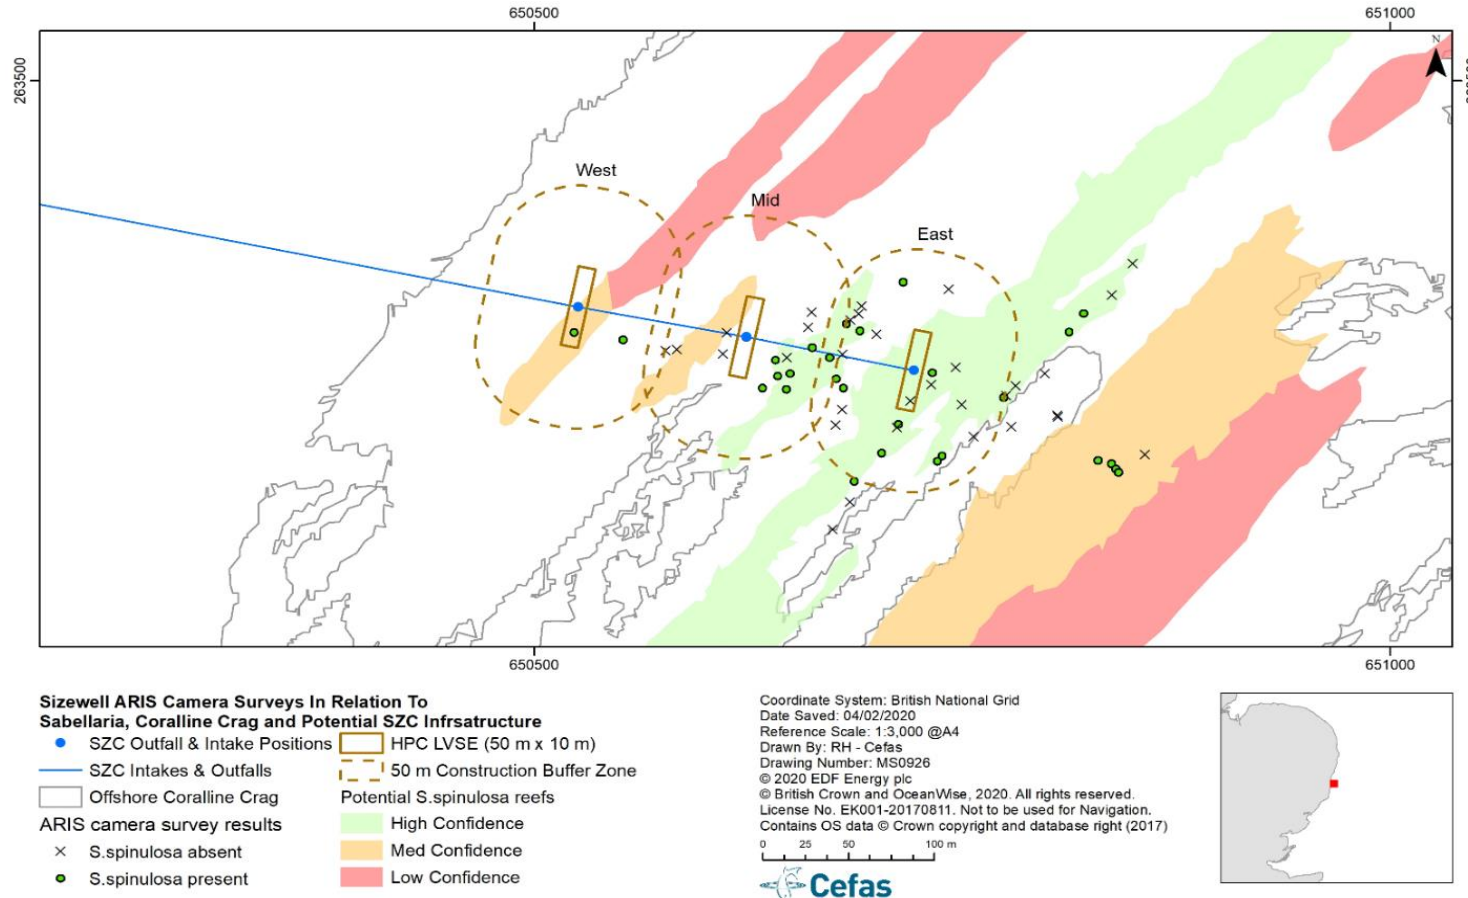 650500
651000
263500
N
West
Mid
East
650500
651000
Sizewell ARIS Camera Surveys In Relation To
Sabellaria, Coralline Crag and Potential SZC Infrsatructure
SZC Outfall & Intake Positions
SZC Intakes & Outfalls
Offshore Coralline Crag
ARIS camera survey results
S.spinulosa absent
S.spinulosa present
HPC LVSE (50 m x 10 m)
50 m Construction Buffer Zone
Potential S.spinulosa reefs
High Confidence
Med Confidence
Low Confidence
Coordinate System: British National Grid
Date Saved: 04/02/2020
Reference Scale: 1:3,000 @A4
Drawn By: RH - Cefas
Drawing Number: MS0926
© 2020 EDF Energy plc
© British Crown and OceanWise, 2020. All rights reserved.
License No. EK001-20170811. Not to be used for Navigation.
Contains OS data © Crown copyright and database right (2017)
0 25 50 100 m
Cefas